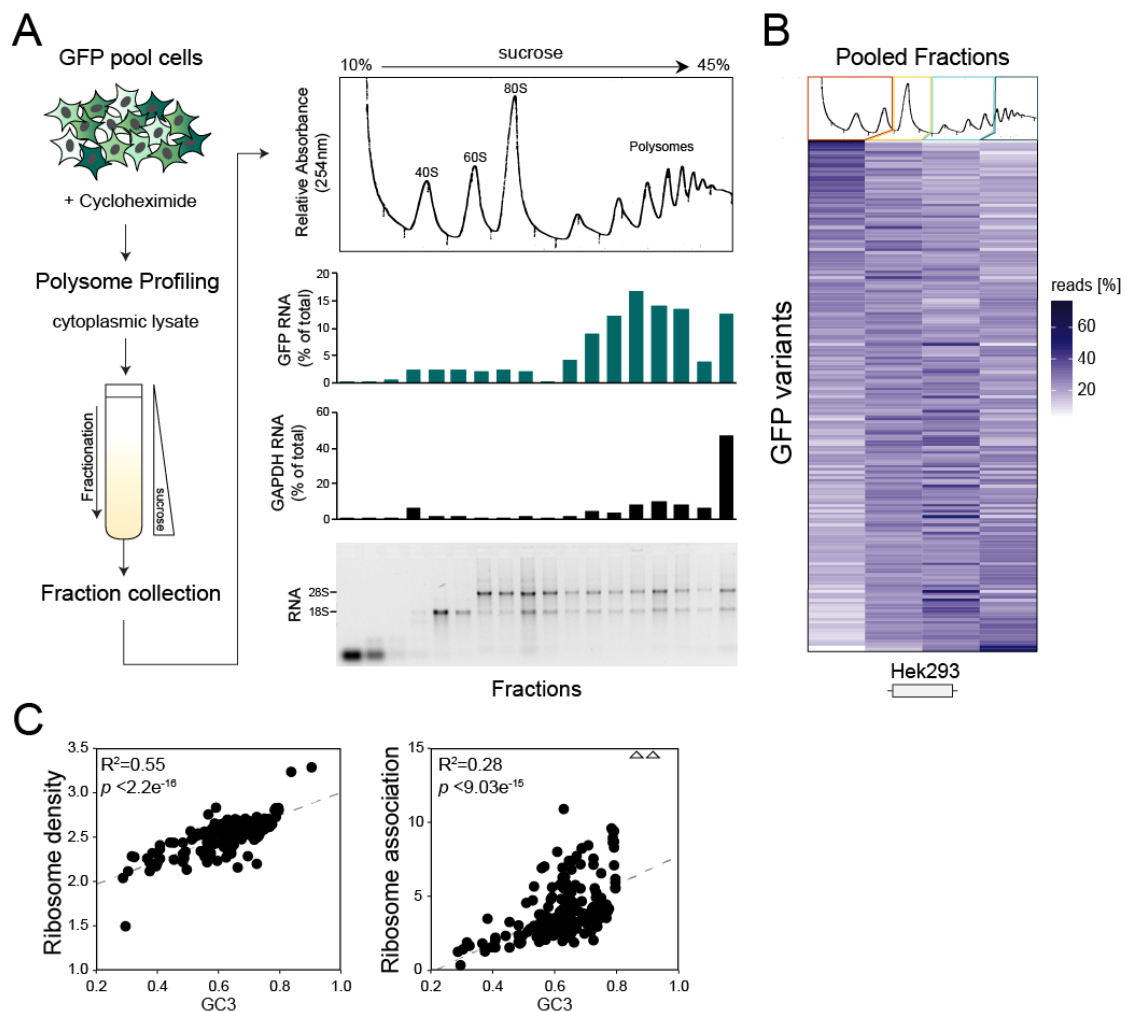 A
GFP pool cells
+ Cycloheximide
Polysome Profiling
cytoplasmic lysate
Fractionation
sucrose
Fraction collection
sucrose
10%
45%
Relative Absorbance
(254nm)
40S
60S
80S
Polysomes
GFP RNA
(% of total)
20
15
10
5
0
GAPDH RNA
(% of total)
60
40
20
0
RNA
28S
18S
Fractions
B
Pooled Fractions
GFP variants
reads [%]
60
40
20
Hek293
C
Ribosome density
R²=0.55
p <2.2e⁻¹⁶
3.5
3.0
2.5
2.0
1.0
0.2 0.4 0.6 0.8 1.0
GC3
Ribosome association
R²=0.28
p <9.03e⁻¹⁵
15
10
5
0
0.2 0.4 0.6 0.8 1.0
GC3